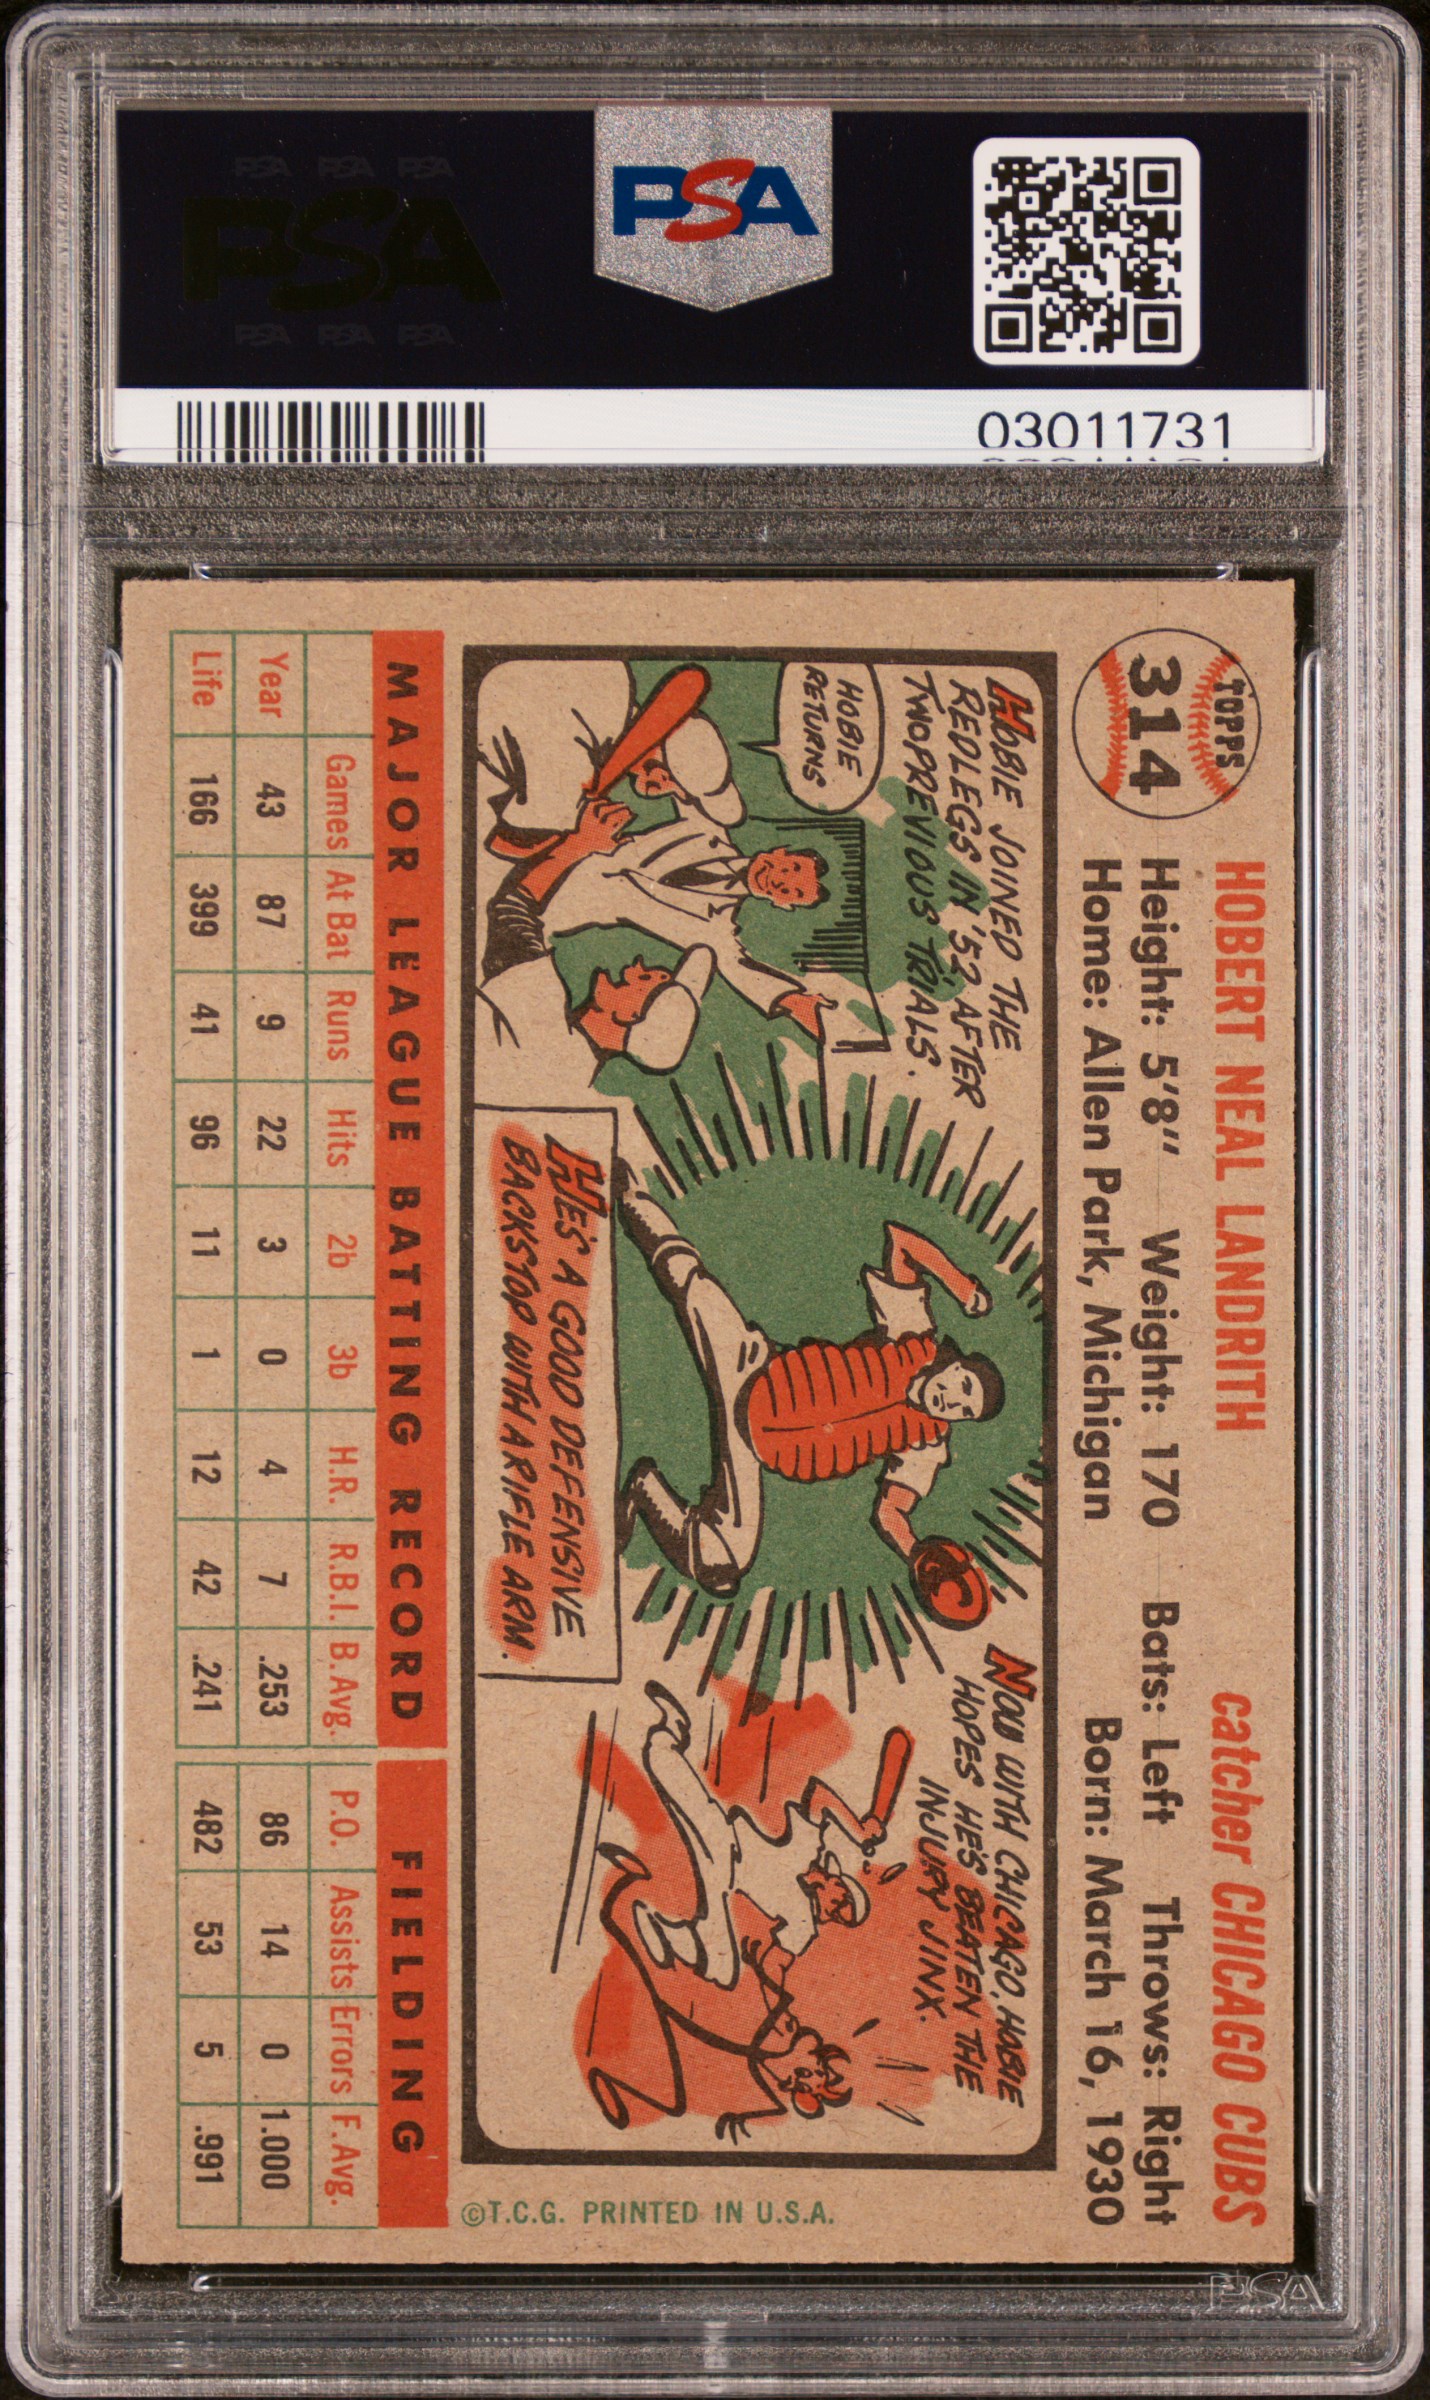 PSA PSA PSA
PSA
PSA PSA PSA
PSA
03011731
TOPPS
314
HOBERT NEAL LANDRITH
catcher CHICAGO CUBS
Height: 5'8" Weight: 170 Bats: Left Throws: Right
Home: Allen Park, Michigan Born: March 16, 1930
HOBIE JOINED THE
REDLEGS IN '52 AFTER
TWO PREVIOUS TRIALS.
HOBIE
RETURNS.
HE'S A GOOD DEFENSIVE
BACKSTOP WITH A RIFLE ARM.
NOW WITH CHICAGO, HOBIE
HOPES HE'S BEATEN THE
INJURY JINX.
©T.C.G. PRINTED IN U.S.A.
MAJOR LEAGUE BATTING RECORD FIELDING
Games At Bat Runs Hits 2b 3b H.R. R.B.I. B.Avg. P.O. Assists Errors F. Avg.
Year 43 87 9 22 3 0 4 7 .253 86 14 0 1.000
Life 166 399 41 96 11 1 12 42 .241 482 53 5 .991
PSA